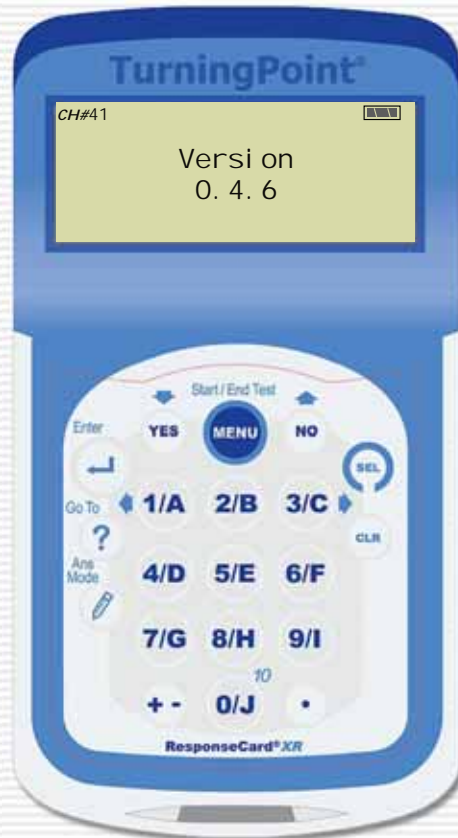 TurningPoint®
CH#41
Version
0.4.6
Start / End Test
Enter
YES
MENU
NO
SEL
Go To
1/A
2/B
3/C
?
CLR
Ans
Mode
4/D
5/E
6/F
7/G
8/H
9/I
10
+ -
0/J
•
ResponseCard® XR